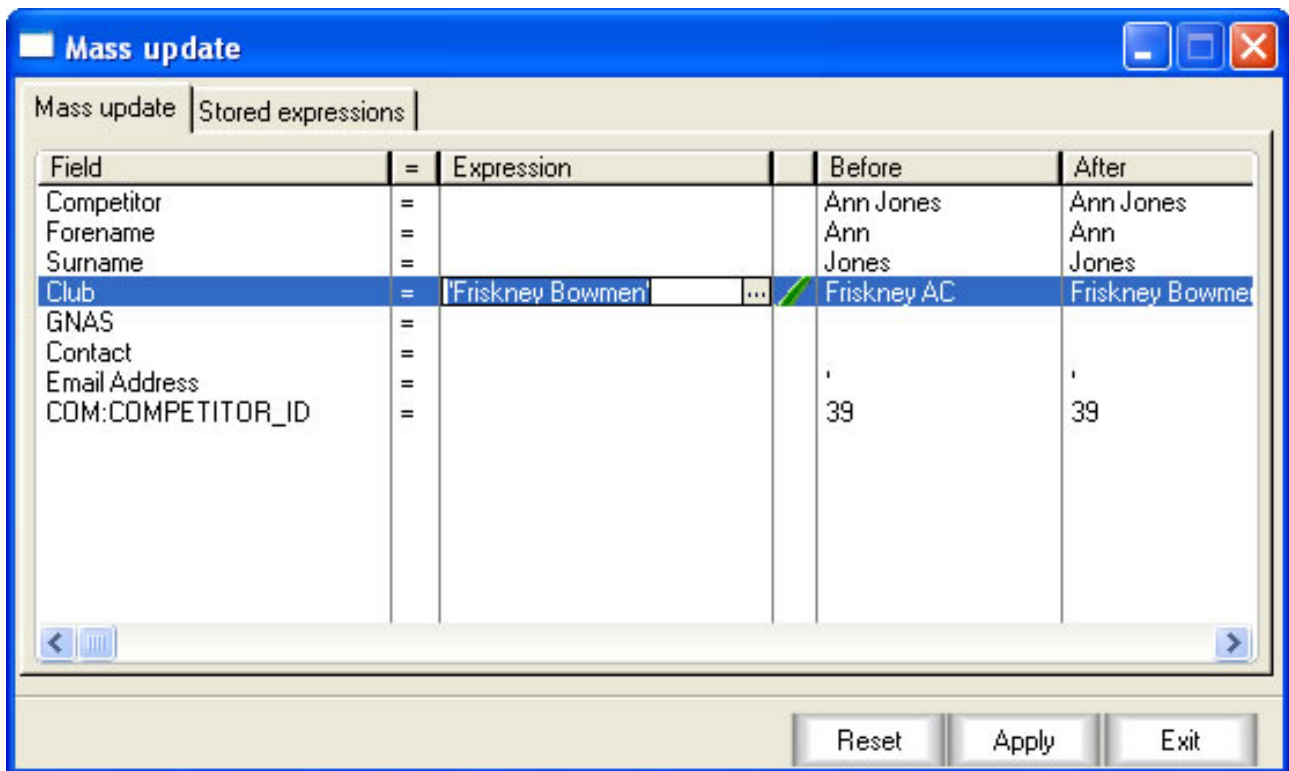 Mass update
Mass update Stored expressions
Field = Expression Before After
Competitor = Ann Jones Ann Jones
Forename = Ann Ann
Surname = Jones Jones
Club = 'Friskney Bowmen' ... Friskney AC Friskney Bowmen
GNAS =
Contact =
Email Address = ' '
COM:COMPETITOR_ID = 39 39
Reset Apply Exit